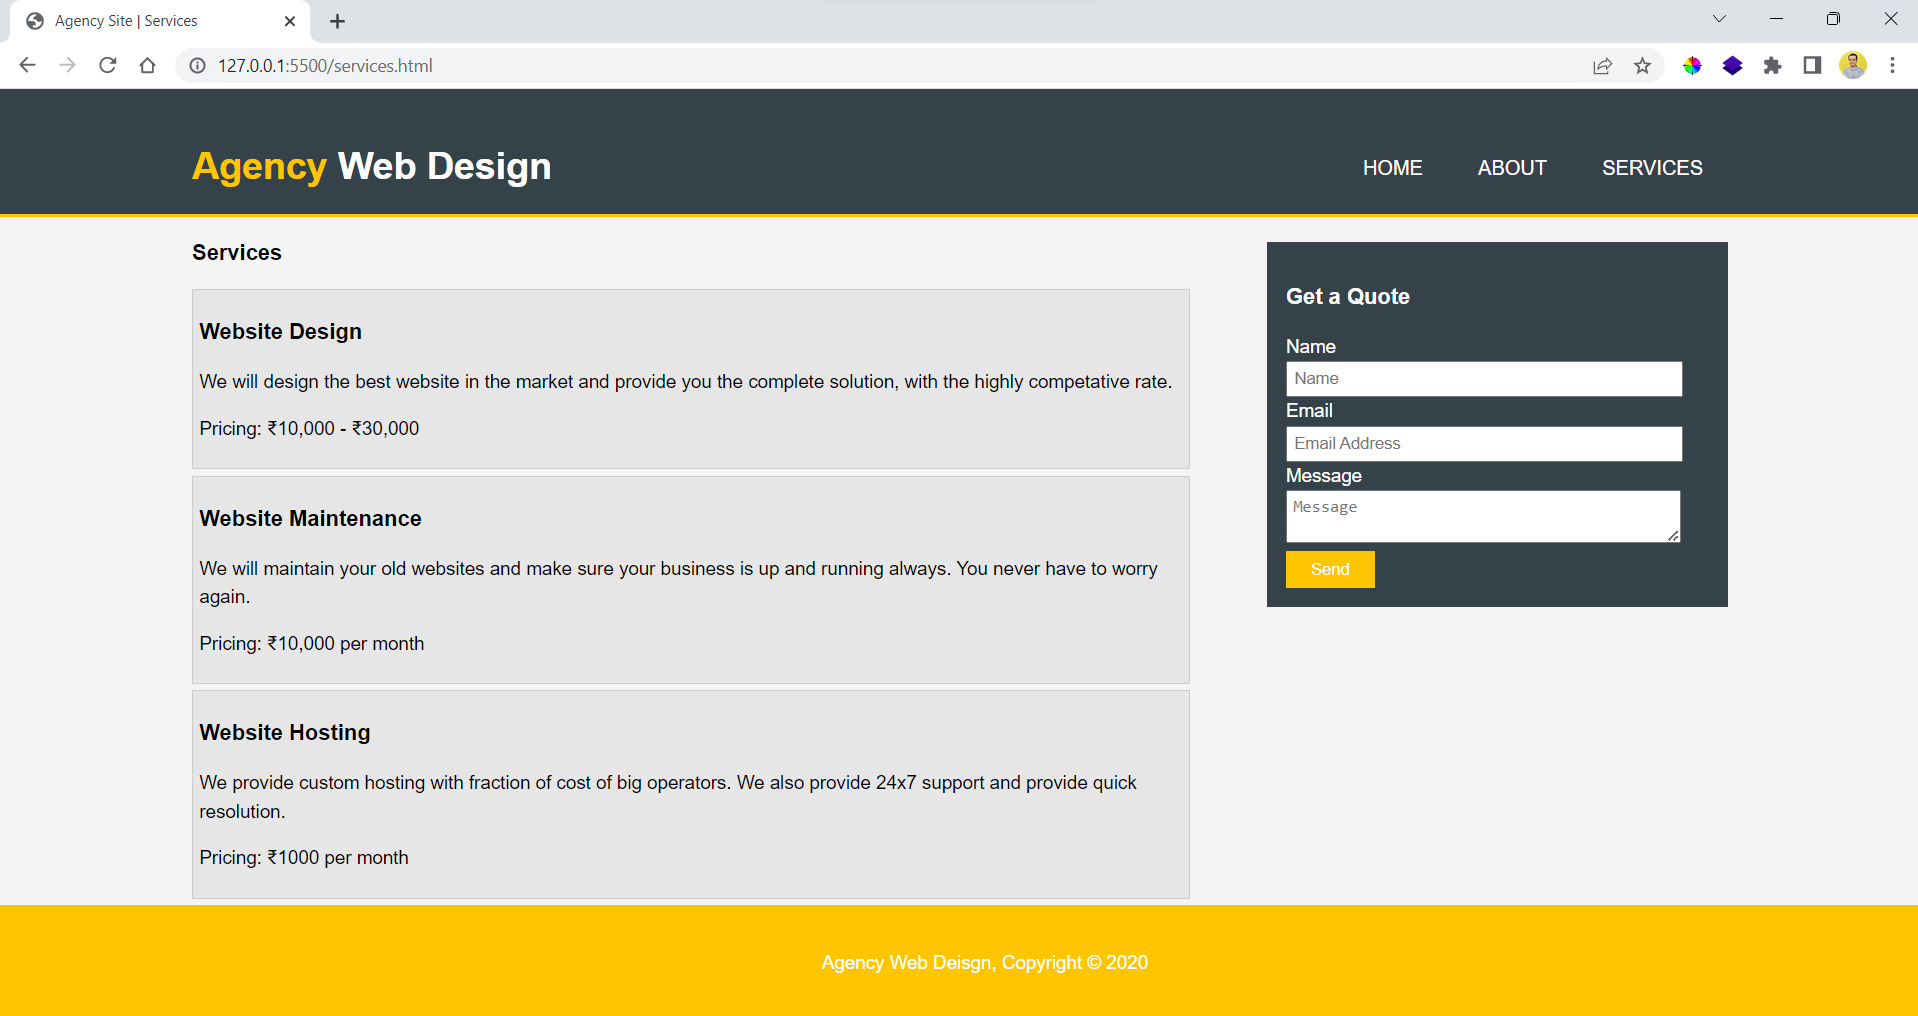 Agency Site | Services
127.0.0.1:5500/services.html
Agency Web Design
HOME ABOUT SERVICES
Services
Website Design
We will design the best website in the market and provide you the complete solution, with the highly competative rate.
Pricing: ₹10,000 - ₹30,000
Website Maintenance
We will maintain your old websites and make sure your business is up and running always. You never have to worry
again.
Pricing: ₹10,000 per month
Website Hosting
We provide custom hosting with fraction of cost of big operators. We also provide 24x7 support and provide quick
resolution.
Pricing: ₹1000 per month
Get a Quote
Name
Name
Email
Email Address
Message
Message
Send
Agency Web Deisgn, Copyright © 2020